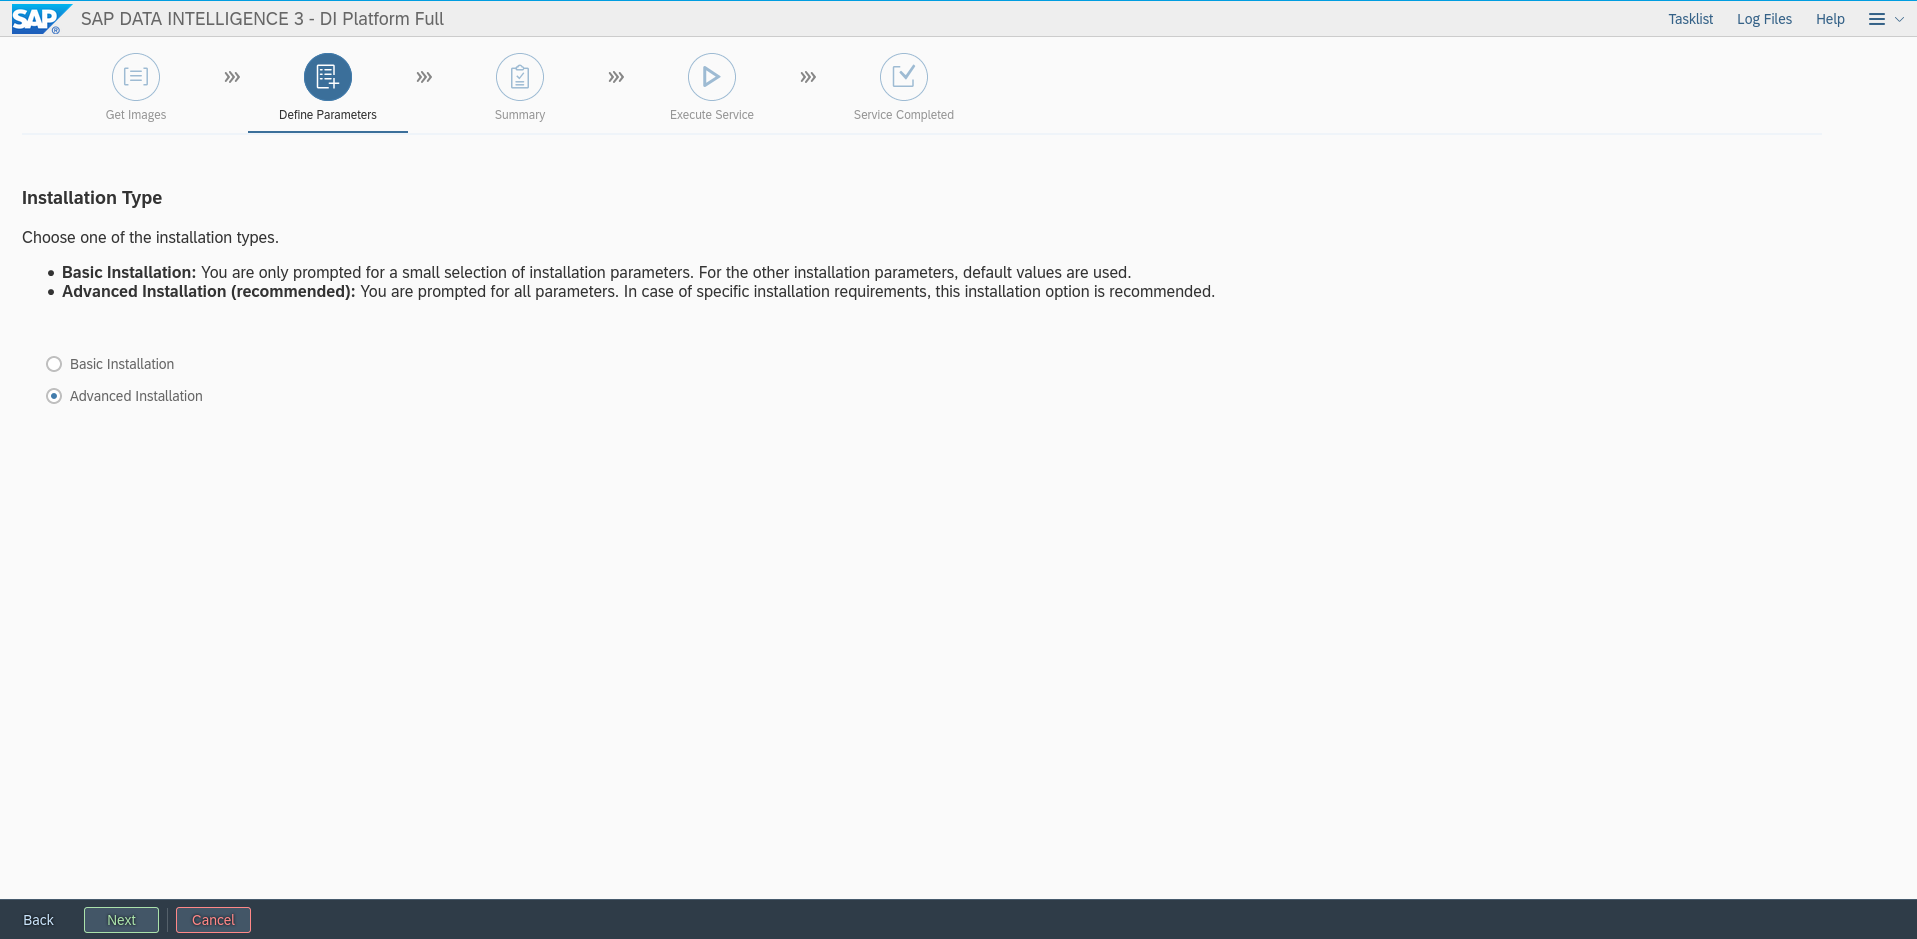 SAP® SAP DATA INTELLIGENCE 3 - DI Platform Full
Tasklist Log Files Help
Get Images
Define Parameters
Summary
Execute Service
Service Completed
Installation Type
Choose one of the installation types.
• Basic Installation: You are only prompted for a small selection of installation parameters. For the other installation parameters, default values are used.
• Advanced Installation (recommended): You are prompted for all parameters. In case of specific installation requirements, this installation option is recommended.
Basic Installation
Advanced Installation
Back Next Cancel